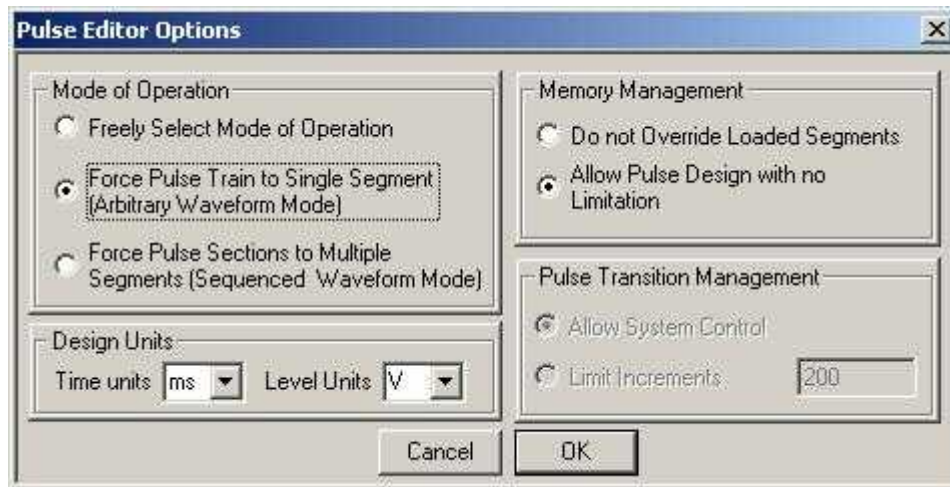 Pulse Editor Options
Mode of Operation
Freely Select Mode of Operation
Force Pulse Train to Single Segment
(Arbitrary Waveform Mode)
Force Pulse Sections to Multiple
Segments (Sequenced Waveform Mode)
Design Units
Time units ms Level Units V
Memory Management
Do not Override Loaded Segments
Allow Pulse Design with no
Limitation
Pulse Transition Management
Allow System Control
Limit Increments 200
Cancel OK